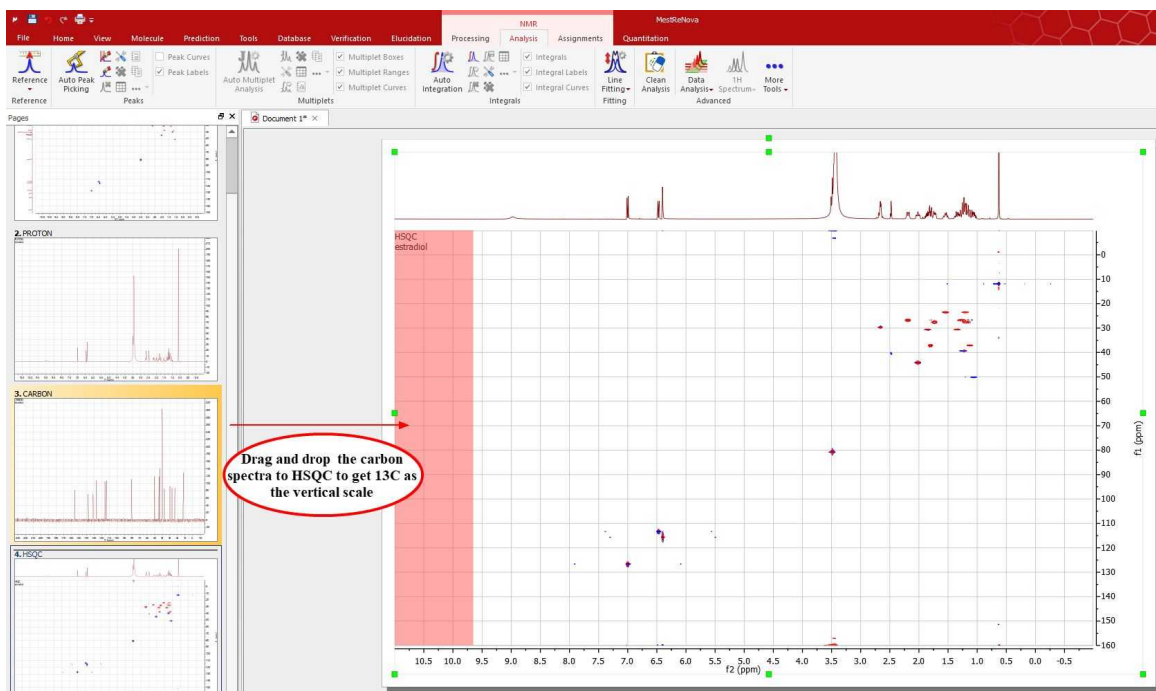 NMR
MestReNova
File Home View Molecule Prediction Tools Database Verification Elucidation Processing Analysis Assignments Quantitation
Reference
Reference
Auto Peak
Picking
Peak Curves
Peak Labels
Peaks
Auto Multiplet
Analysis
Multiplet Boxes
Multiplet Ranges
Multiplet Curves
Multiplets
Auto
Integration
Integrals
Integral Labels
Integral Curves
Integrals
Line
Fitting
Fitting
Clean
Analysis
Data
Analysis
1H
Spectrum
More
Tools
Advanced
Pages
Document 1*
2. PROTON
3. CARBON
4. HSQC
Drag and drop the carbon
spectra to HSQC to get 13C as
the vertical scale
HSQC
estradiol
0
10
20
30
40
50
60
70
80
90
100
110
120
130
140
150
160
f1 (ppm)
10.5 10.0 9.5 9.0 8.5 8.0 7.5 7.0 6.5 6.0 5.5 5.0 4.5 4.0 3.5 3.0 2.5 2.0 1.5 1.0 0.5 0.0 -0.5
f2 (ppm)